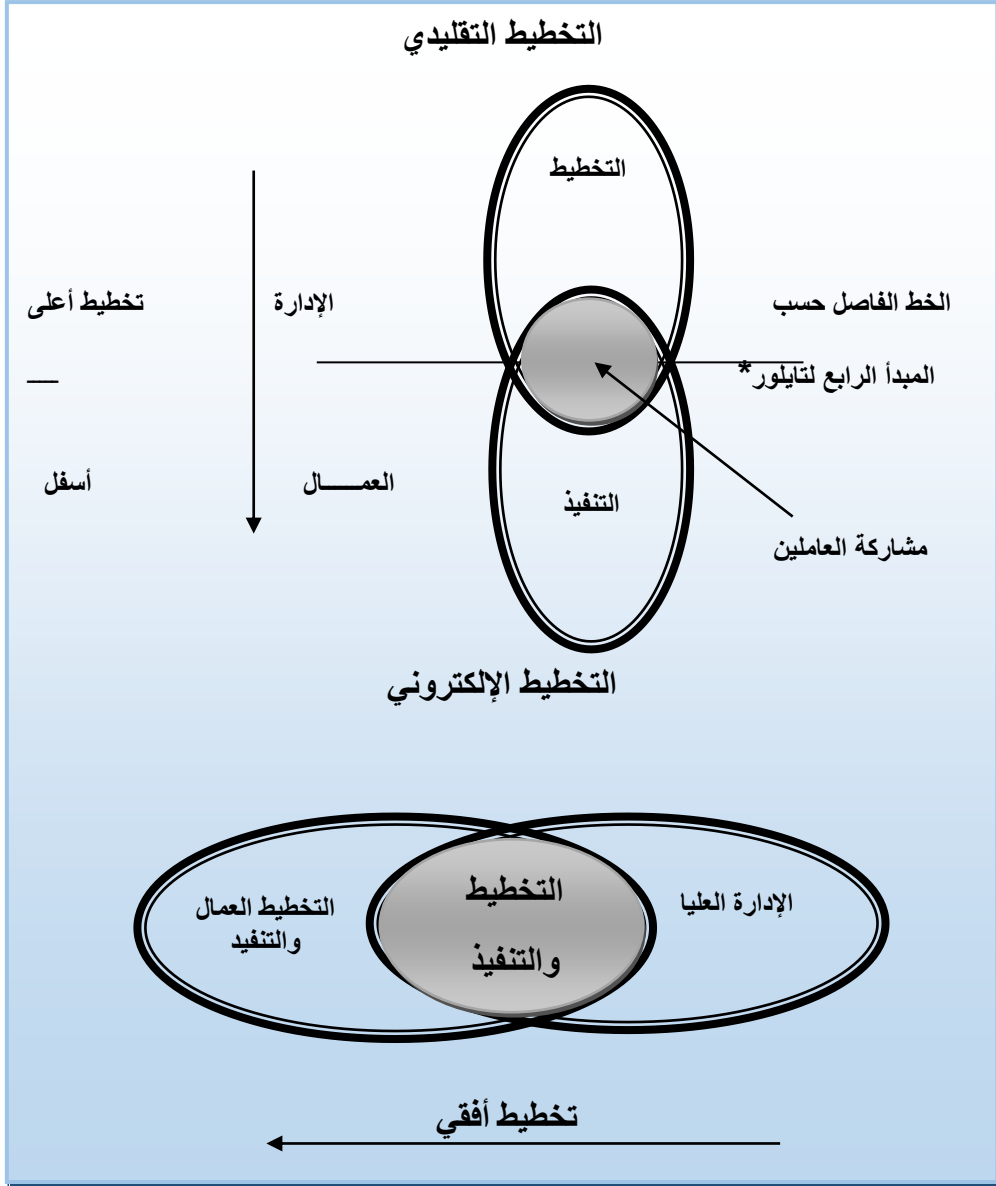 التخطيط التقليدي
التخطيط
الخط الفاصل حسب
الإدارة
تخطيط أعلى
المبدأ الرابع لتايلور*
—
العمـــــال
أسفل
التنفيذ
مشاركة العاملين
التخطيط الإلكتروني
الإدارة العليا
التخطيط
والتنفيذ
التخطيط العمال
والتنفيد
تخطيط أفقي